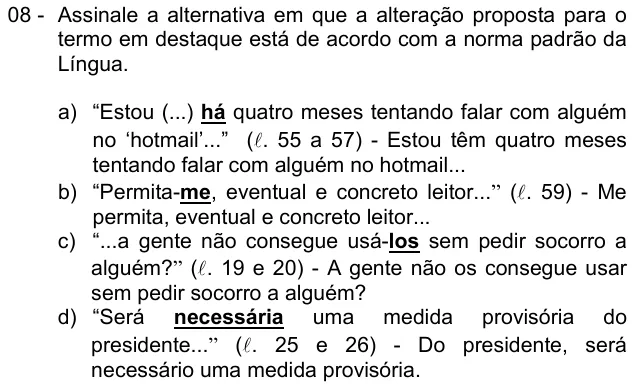 08 - Assinale a alternativa em que a alteração proposta para o
termo em destaque está de acordo com a norma padrão da
Língua.
a) “Estou (...) há quatro meses tentando falar com alguém
no ‘hotmail’...” (ℓ. 55 a 57) - Estou têm quatro meses
tentando falar com alguém no hotmail...
b) “Permita-me, eventual e concreto leitor...” (ℓ. 59) - Me
permita, eventual e concreto leitor...
c) “...a gente não consegue usá-los sem pedir socorro a
alguém?” (ℓ. 19 e 20) - A gente não os consegue usar
sem pedir socorro a alguém?
d) “Será necessária uma medida provisória do
presidente...” (ℓ. 25 e 26) - Do presidente, será
necessário uma medida provisória.